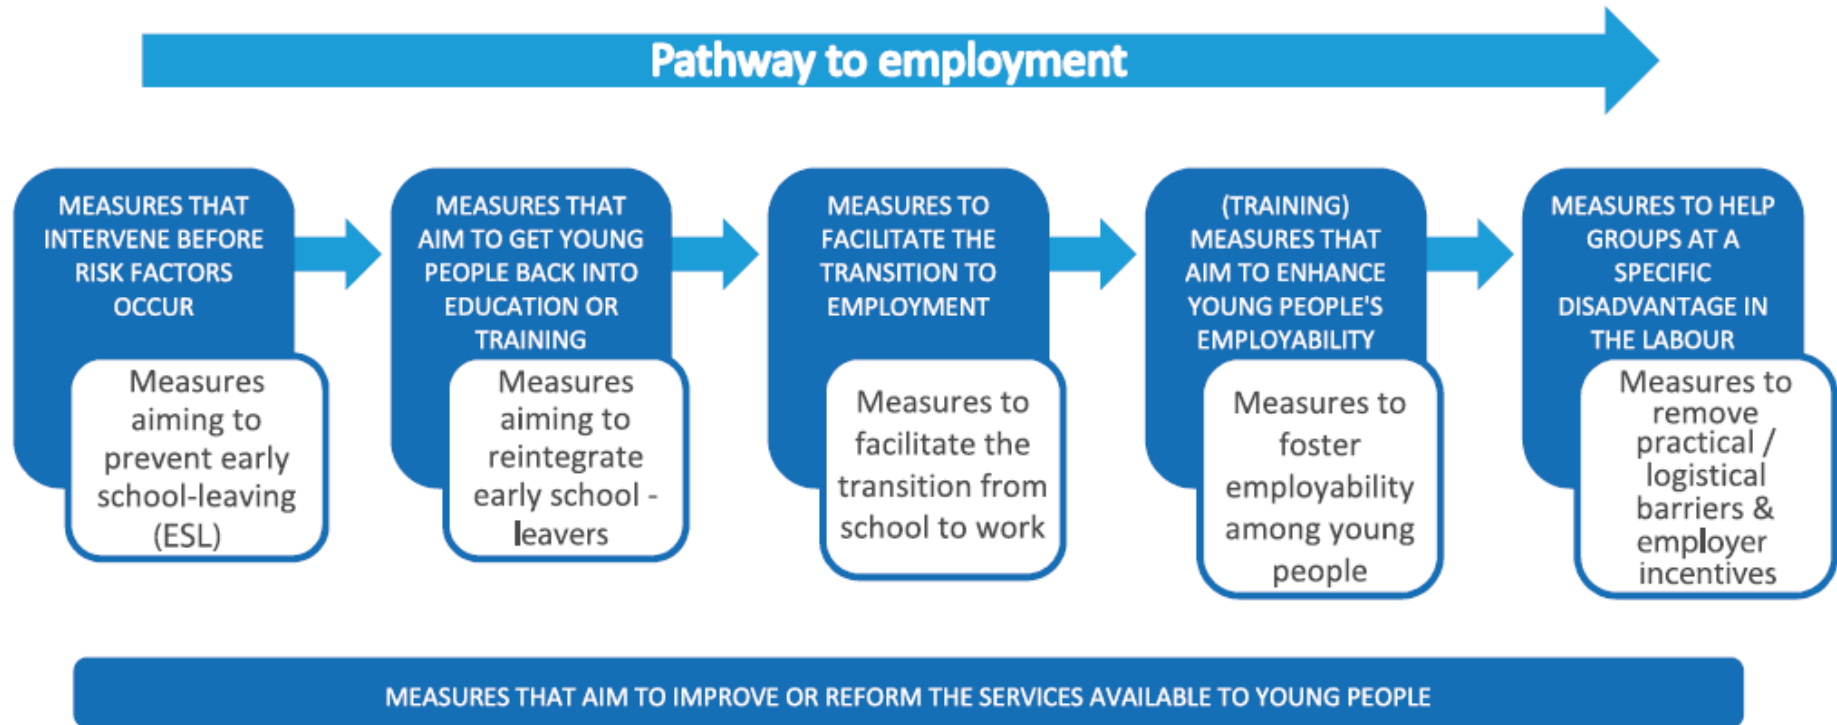 Pathway to employment
MEASURES THAT
INTERVENE BEFORE
RISK FACTORS
OCCUR
Measures
aiming to
prevent early
school-leaving
(ESL)
MEASURES THAT
AIM TO GET YOUNG
PEOPLE BACK INTO
EDUCATION OR
TRAINING
Measures
aiming to
reintegrate
early school -
leavers
MEASURES TO
FACILITATE THE
TRANSITION TO
EMPLOYMENT
Measures to
facilitate the
transition from
school to work
(TRAINING)
MEASURES THAT
AIM TO ENHANCE
YOUNG PEOPLE'S
EMPLOYABILITY
Measures to
foster
employability
among young
people
MEASURES TO HELP
GROUPS AT A
SPECIFIC
DISADVANTAGE IN
THE LABOUR
Measures to
remove
practical /
logistical
barriers &
employer
incentives
MEASURES THAT AIM TO IMPROVE OR REFORM THE SERVICES AVAILABLE TO YOUNG PEOPLE